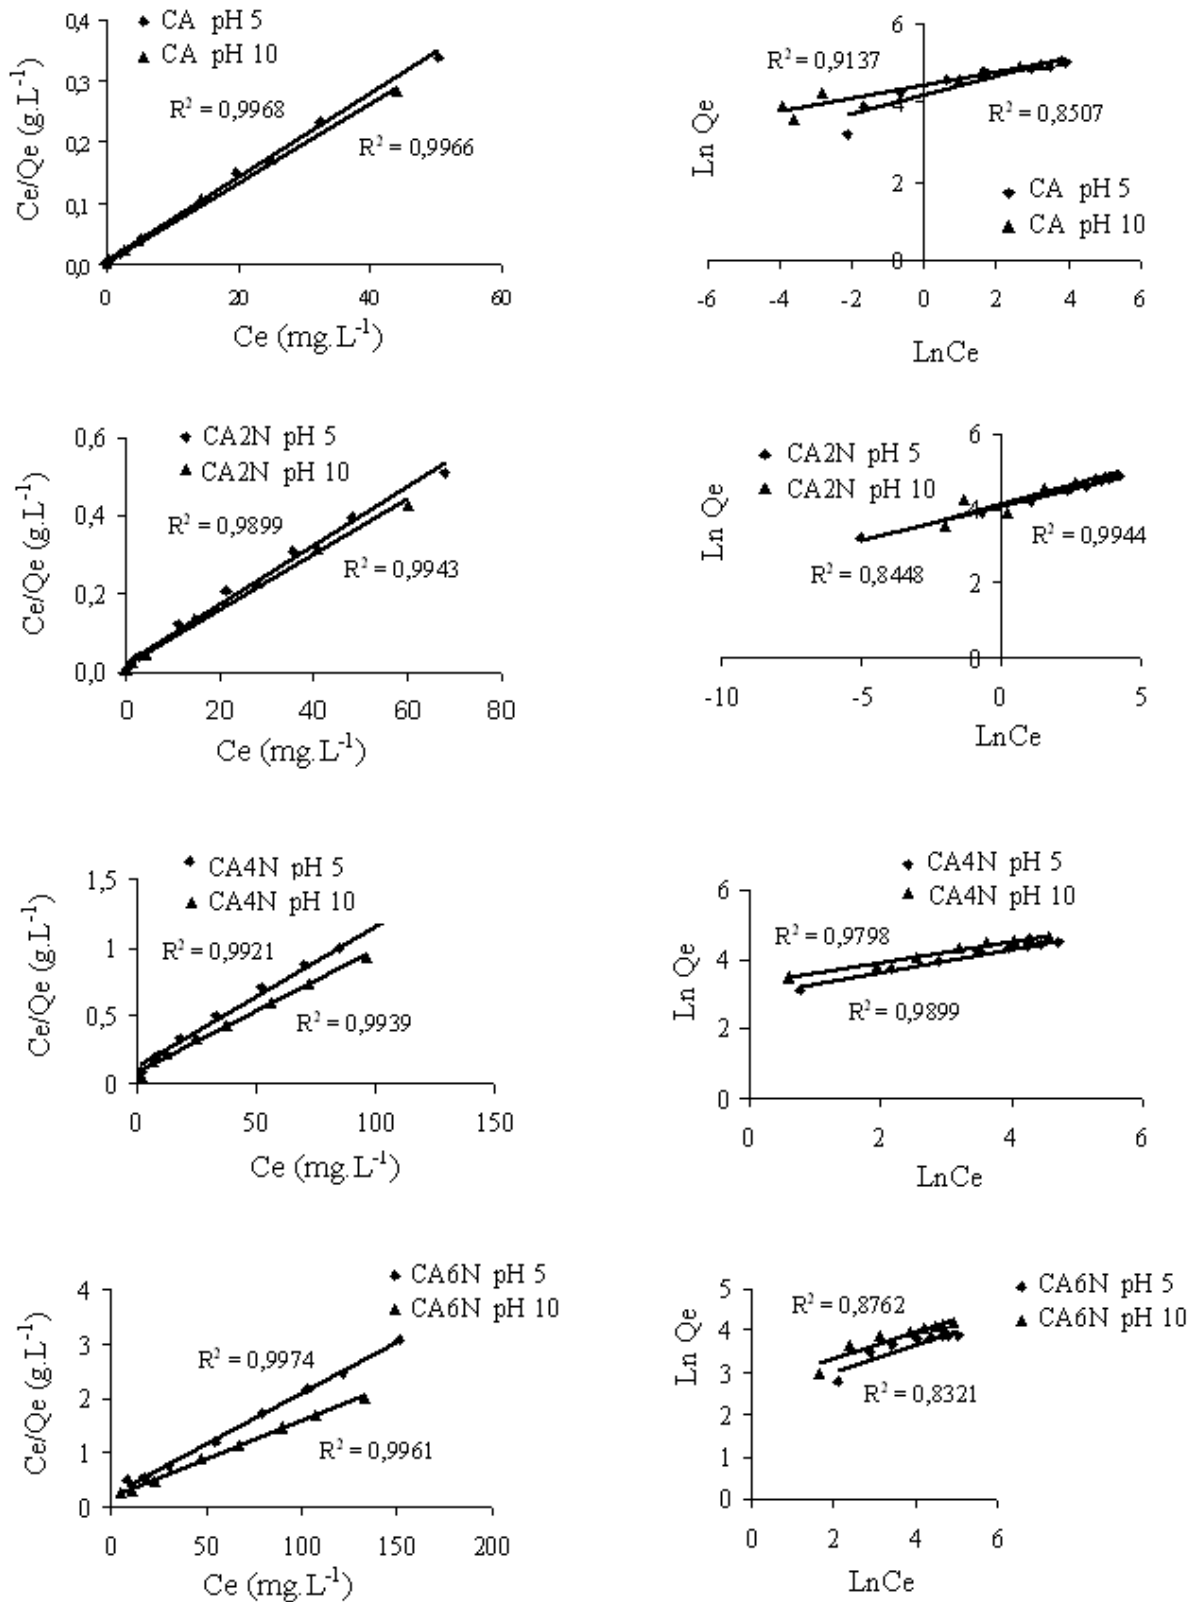 CA pH 5
CA pH 10
R² = 0,9968
R² = 0,9966
0,4
0,3
0,2
0,1
0,0
0 20 40 60
Ce/Qe (g.L⁻¹)
Ce (mg.L⁻¹)
R² = 0,9137
R² = 0,8507
CA pH 5
CA pH 10
6
4
2
0
-6 -4 -2 0 2 4 6
Ln Qe
LnCe
CA2N pH 5
CA2N pH 10
R² = 0,9899
R² = 0,9943
0,6
0,4
0,2
0,0
0 20 40 60 80
Ce/Qe (g.L⁻¹)
Ce (mg.L⁻¹)
CA2N pH 5
CA2N pH 10
R² = 0,9944
R² = 0,8448
6
4
2
0
-10 -5 0 5
Ln Qe
LnCe
CA4N pH 5
CA4N pH 10
R² = 0,9921
R² = 0,9939
1,5
1
0,5
0
0 50 100 150
Ce/Qe (g.L⁻¹)
Ce (mg.L⁻¹)
CA4N pH 5
CA4N pH 10
R² = 0,9798
R² = 0,9899
6
4
2
0
0 2 4 6
Ln Qe
LnCe
CA6N pH 5
CA6N pH 10
R² = 0,9974
R² = 0,9961
4
3
2
1
0
0 50 100 150 200
Ce/Qe (g.L⁻¹)
Ce (mg.L⁻¹)
CA6N pH 5
CA6N pH 10
R² = 0,8762
R² = 0,8321
5
4
3
2
1
0
0 2 4 6
Ln Qe
LnCe